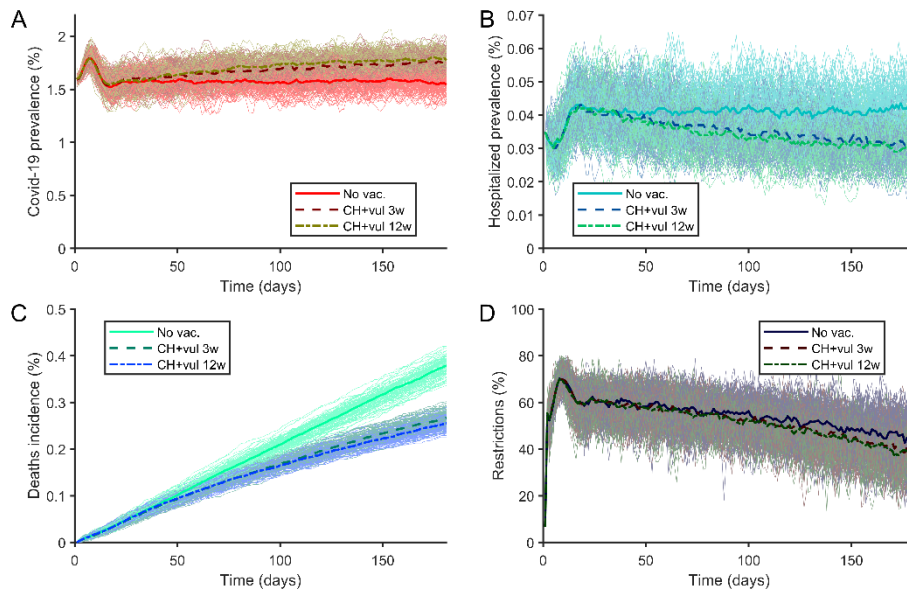 A
Covid-19 prevalence (%)
2
1.5
1
0.5
0
0
50
100
150
Time (days)
No vac.
CH+vul 3w
CH+vul 12w
B
Hospitalized prevalence (%)
0.07
0.06
0.05
0.04
0.03
0.02
0.01
0
0
50
100
150
Time (days)
No vac.
CH+vul 3w
CH+vul 12w
C
Deaths incidence (%)
0.5
0.4
0.3
0.2
0.1
0
0
50
100
150
Time (days)
No vac.
CH+vul 3w
CH+vul 12w
D
Restrictions (%)
100
80
60
40
20
0
0
50
100
150
Time (days)
No vac.
CH+vul 3w
CH+vul 12w